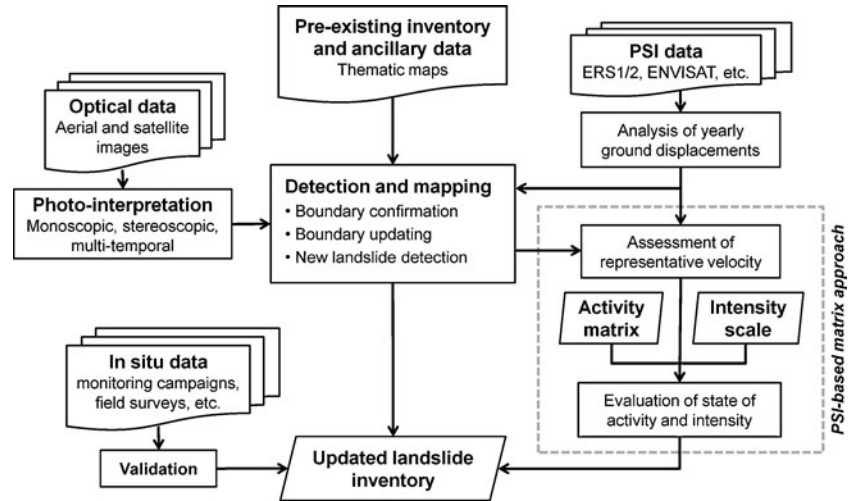 Pre-existing inventory
and ancillary data
Thematic maps
PSI data
ERS1/2, ENVISAT, etc.
Optical data
Aerial and satellite
images
Analysis of yearly
ground displacements
Photo-interpretation
Monoscopic, stereoscopic,
multi-temporal
Detection and mapping
• Boundary confirmation
• Boundary updating
• New landslide detection
Assessment of
representative velocity
Activity
matrix
Intensity
scale
PSI-based matrix approach
In situ data
monitoring campaigns,
field surveys, etc.
Evaluation of state of
activity and intensity
Validation
Updated landslide
inventory